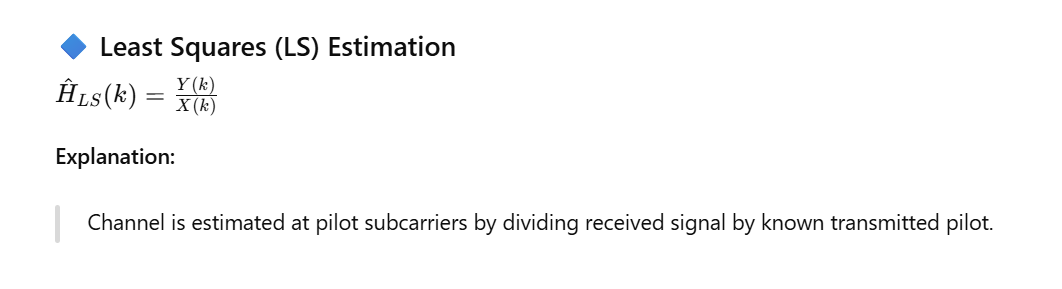 🔷 Least Squares (LS) Estimation
Ĥ_LS(k) = Y(k)/X(k)
Explanation:
Channel is estimated at pilot subcarriers by dividing received signal by known transmitted pilot.